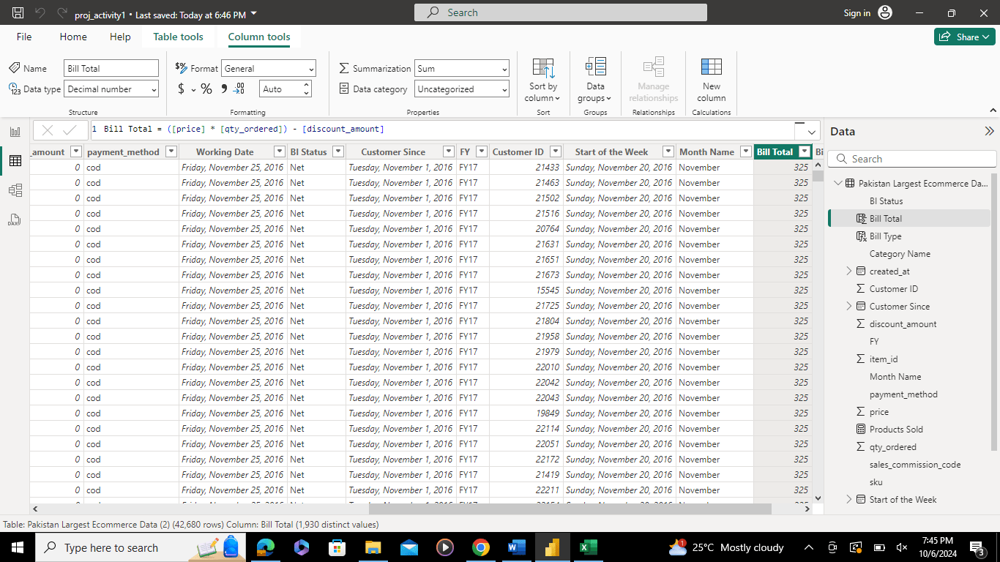 proj_activity1 • Last saved: Today at 6:46 PM
Search
Sign in
File Home Help Table tools Column tools
Share
Name Bill Total
Data type Decimal number
Structure
$% Format General
$ % 9 .00 Auto
Formatting
Summarization Sum
Data category Uncategorized
Properties
Sort by
column
Sort
Data
groups
Groups
Manage
relationships
Relationships
New
column
Calculations
1 Bill Total = ([price] * [qty_ordered]) - [discount_amount]
_amount payment_method Working Date BI Status Customer Since FY Customer ID Start of the Week Month Name Bill Total Bi
0 cod Friday, November 25, 2016 Net Tuesday, November 1, 2016 FY17 21433 Sunday, November 20, 2016 November 325
0 cod Friday, November 25, 2016 Net Tuesday, November 1, 2016 FY17 21463 Sunday, November 20, 2016 November 325
0 cod Friday, November 25, 2016 Net Tuesday, November 1, 2016 FY17 21502 Sunday, November 20, 2016 November 325
0 cod Friday, November 25, 2016 Net Tuesday, November 1, 2016 FY17 21516 Sunday, November 20, 2016 November 325
0 cod Friday, November 25, 2016 Net Tuesday, November 1, 2016 FY17 20764 Sunday, November 20, 2016 November 325
0 cod Friday, November 25, 2016 Net Tuesday, November 1, 2016 FY17 21631 Sunday, November 20, 2016 November 325
0 cod Friday, November 25, 2016 Net Tuesday, November 1, 2016 FY17 21651 Sunday, November 20, 2016 November 325
0 cod Friday, November 25, 2016 Net Tuesday, November 1, 2016 FY17 21673 Sunday, November 20, 2016 November 325
0 cod Friday, November 25, 2016 Net Tuesday, November 1, 2016 FY17 15545 Sunday, November 20, 2016 November 325
0 cod Friday, November 25, 2016 Net Tuesday, November 1, 2016 FY17 21725 Sunday, November 20, 2016 November 325
0 cod Friday, November 25, 2016 Net Tuesday, November 1, 2016 FY17 21804 Sunday, November 20, 2016 November 325
0 cod Friday, November 25, 2016 Net Tuesday, November 1, 2016 FY17 21958 Sunday, November 20, 2016 November 325
0 cod Friday, November 25, 2016 Net Tuesday, November 1, 2016 FY17 21979 Sunday, November 20, 2016 November 325
0 cod Friday, November 25, 2016 Net Tuesday, November 1, 2016 FY17 22010 Sunday, November 20, 2016 November 325
0 cod Friday, November 25, 2016 Net Tuesday, November 1, 2016 FY17 22042 Sunday, November 20, 2016 November 325
0 cod Friday, November 25, 2016 Net Tuesday, November 1, 2016 FY17 22043 Sunday, November 20, 2016 November 325
0 cod Friday, November 25, 2016 Net Tuesday, November 1, 2016 FY17 19849 Sunday, November 20, 2016 November 325
0 cod Friday, November 25, 2016 Net Tuesday, November 1, 2016 FY17 22114 Sunday, November 20, 2016 November 325
0 cod Friday, November 25, 2016 Net Tuesday, November 1, 2016 FY17 22051 Sunday, November 20, 2016 November 325
0 cod Friday, November 25, 2016 Net Tuesday, November 1, 2016 FY17 22172 Sunday, November 20, 2016 November 325
0 cod Friday, November 25, 2016 Net Tuesday, November 1, 2016 FY17 21419 Sunday, November 20, 2016 November 325
0 cod Friday, November 25, 2016 Net Tuesday, November 1, 2016 FY17 22211 Sunday, November 20, 2016 November 325
Data
Search
Pakistan Largest Ecommerce Da...
BI Status
Bill Total
Bill Type
Category Name
created_at
Customer ID
Customer Since
discount_amount
FY
item_id
Month Name
payment_method
price
Products Sold
qty_ordered
sales_commission_code
sku
Start of the Week
Table: Pakistan Largest Ecommerce Data (2) (42,680 rows) Column: Bill Total (1,930 distinct values)
Type here to search
25°C Mostly cloudy
7:45 PM
10/6/2024